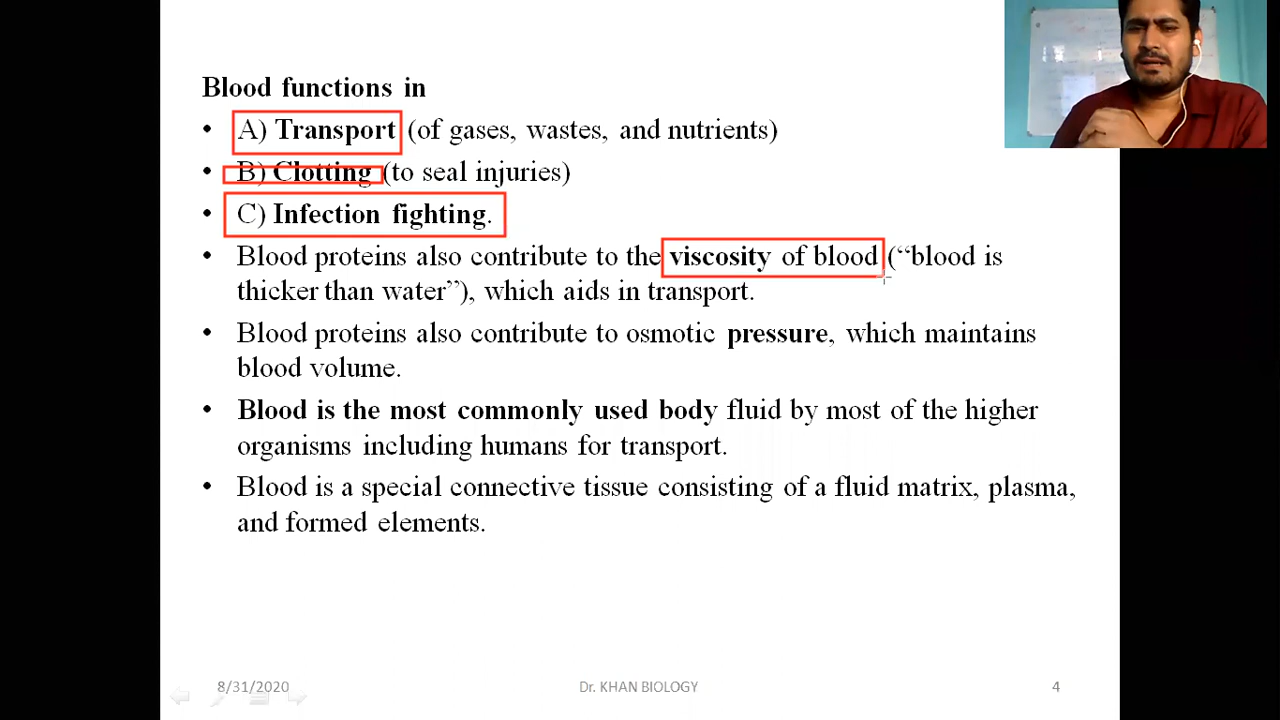 Blood functions in
• A) Transport (of gases, wastes, and nutrients)
• B) Clotting (to seal injuries)
• C) Infection fighting.
• Blood proteins also contribute to the viscosity of blood (“blood is
thicker than water”), which aids in transport.
• Blood proteins also contribute to osmotic pressure, which maintains
blood volume.
• Blood is the most commonly used body fluid by most of the higher
organisms including humans for transport.
• Blood is a special connective tissue consisting of a fluid matrix, plasma,
and formed elements.
8/31/2020 Dr. KHAN BIOLOGY 4